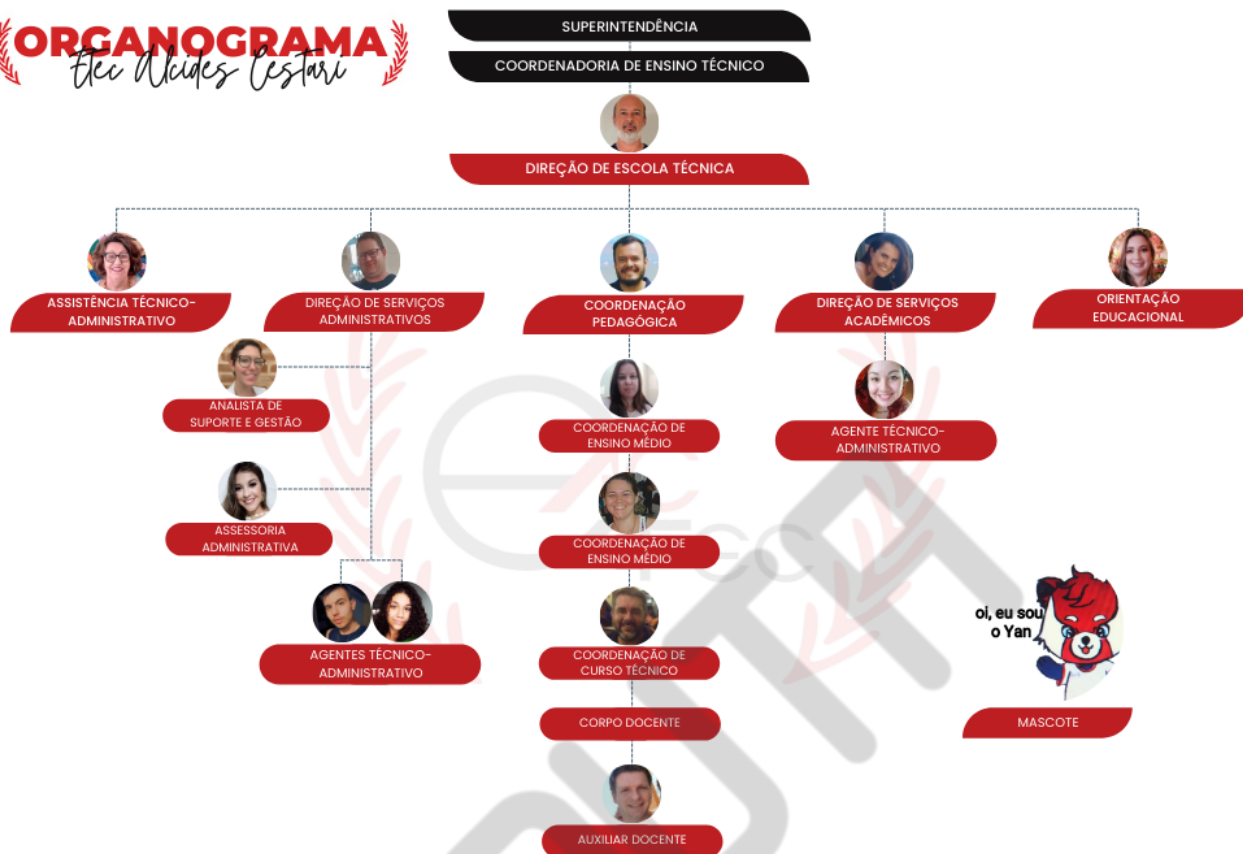 ORGANOGRAMA
Etec Alcides Cestari
SUPERINTENDÊNCIA
COORDENADORIA DE ENSINO TÉCNICO
DIREÇÃO DE ESCOLA TÉCNICA
ASSISTÊNCIA TÉCNICO-
ADMINISTRATIVO
DIREÇÃO DE SERVIÇOS
ADMINISTRATIVOS
COORDENAÇÃO
PEDAGÓGICA
DIREÇÃO DE SERVIÇOS
ACADÊMICOS
ORIENTAÇÃO
EDUCACIONAL
ANALISTA DE
SUPORTE E GESTÃO
ASSESSORIA
ADMINISTRATIVA
AGENTES TÉCNICO-
ADMINISTRATIVO
COORDENAÇÃO DE
ENSINO MÉDIO
COORDENAÇÃO DE
ENSINO MÉDIO
COORDENAÇÃO DE
CURSO TÉCNICO
CORPO DOCENTE
AUXILIAR DOCENTE
AGENTE TÉCNICO-
ADMINISTRATIVO
oi, eu sou
o Yan
MASCOTE